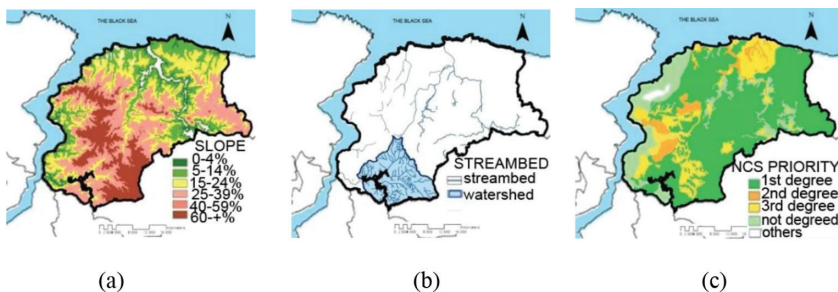 THE BLACK SEA
N
SLOPE
0-4%
5-14%
15-24%
25-39%
40-59%
60-+%
(a)
THE BLACK SEA
N
STREAMBED
streambed
watershed
(b)
THE BLACK SEA
N
NCS PRIORITY
1st degree
2nd degree
3rd degree
not degreed
others
(c)